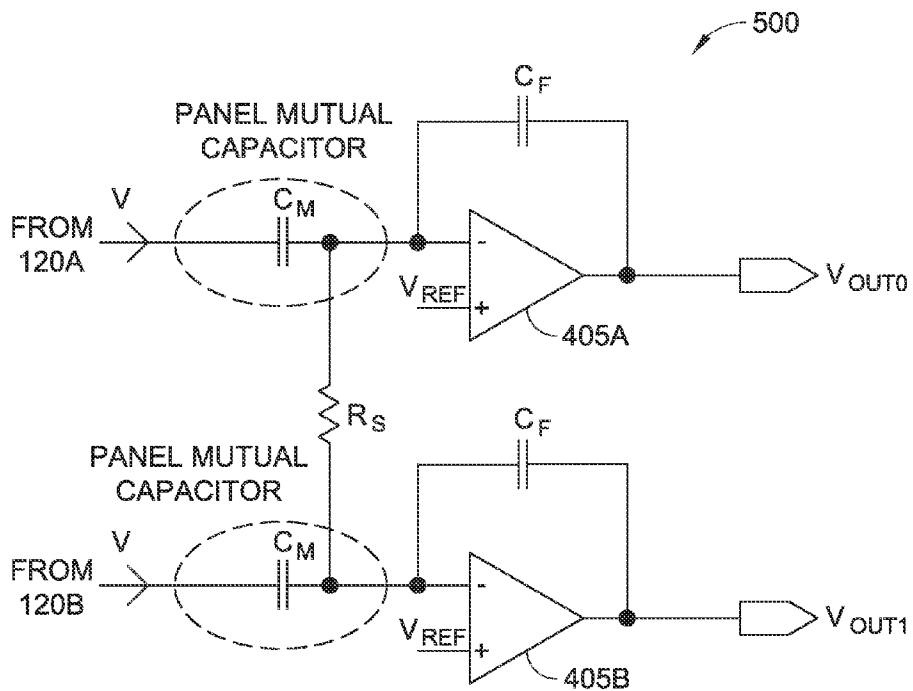 500
C_F
PANEL MUTUAL
CAPACITOR
V
C_M
FROM
120A
-
V_REF
+
V_OUT0
405A
R_S
C_F
PANEL MUTUAL
CAPACITOR
V
C_M
FROM
120B
-
V_REF
+
V_OUT1
405B